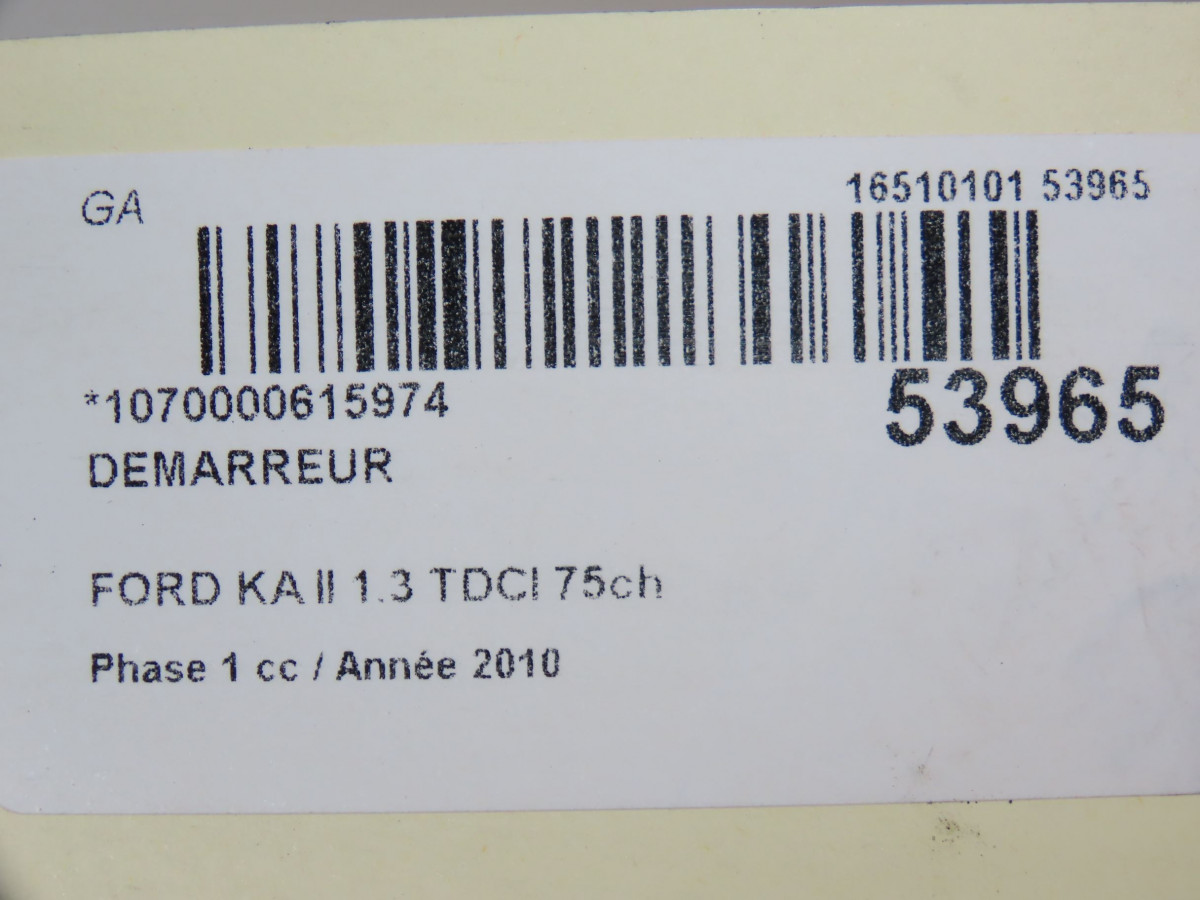 GA
16510101 53965
*1070000615974
53965
DEMARREUR
FORD KA II 1.3 TDCI 75ch
Phase 1 cc / Année 2010